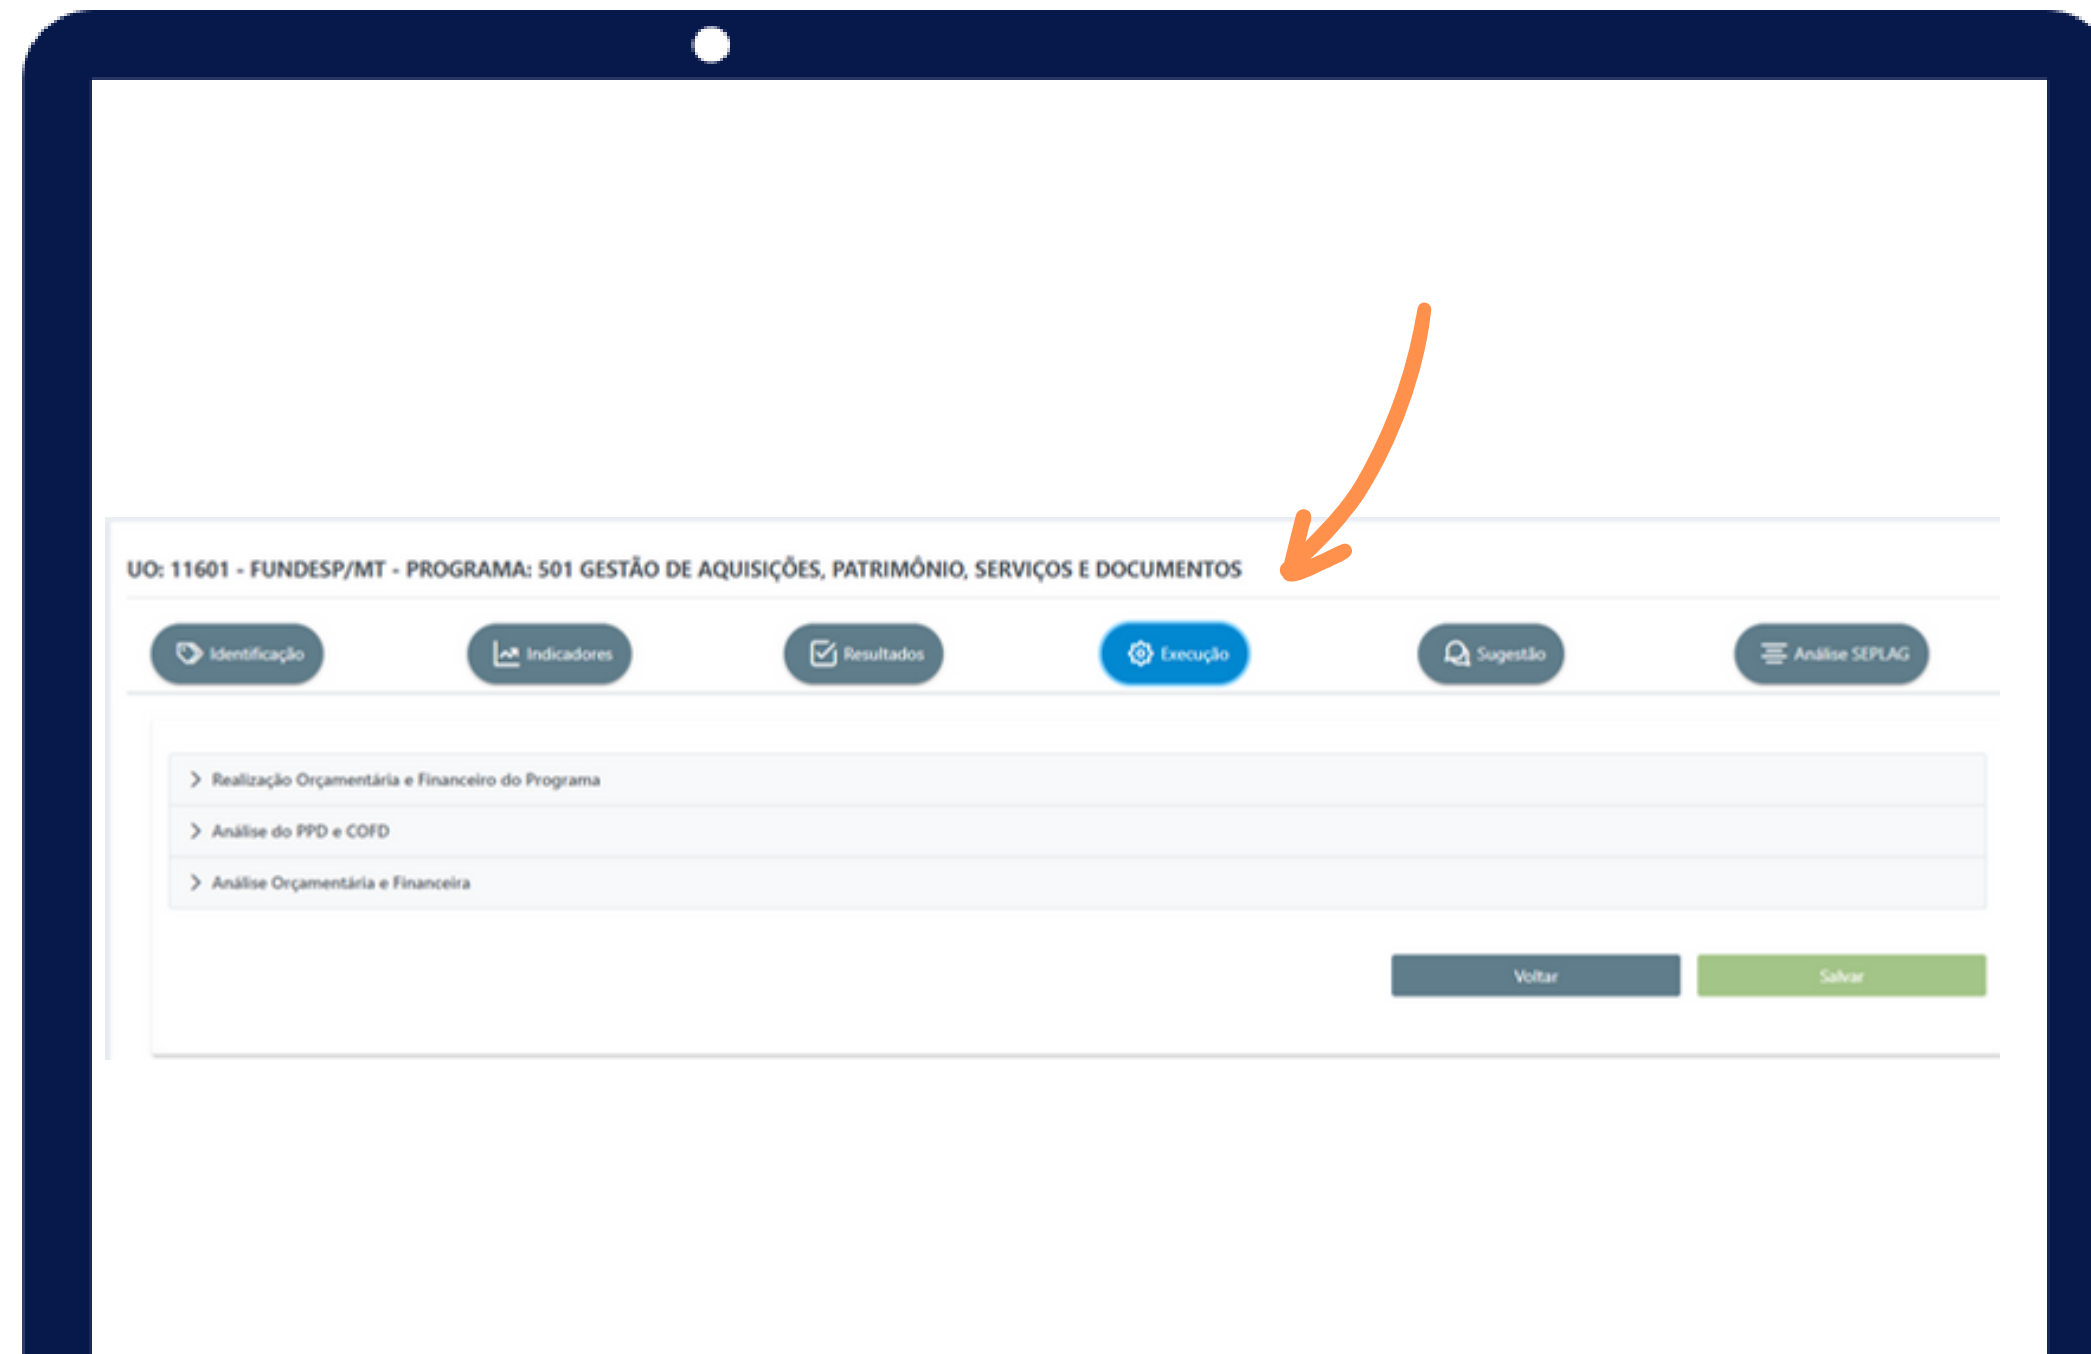 UO: 11601 - FUNDESP/MT - PROGRAMA: 501 GESTÃO DE AQUISIÇÕES, PATRIMÔNIO, SERVIÇOS E DOCUMENTOS
Identificação Indicadores Resultados Execução Sugestão Análise SEPLAG
Realização Orçamentária e Financeiro do Programa
Análise do PPD e COFD
Análise Orçamentária e Financeira
Voltar Salvar